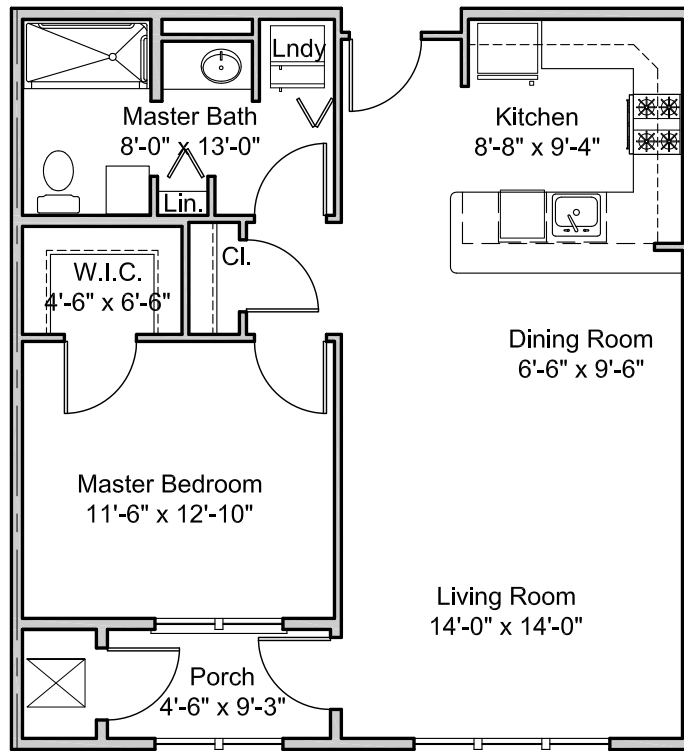 Lndy
Master Bath
8'-0" x 13'-0"
Kitchen
8'-8" x 9'-4"
Lin.
Cl.
W.I.C.
4'-6" x 6'-6"
Dining Room
6'-6" x 9'-6"
Master Bedroom
11'-6" x 12'-10"
Living Room
14'-0" x 14'-0"
Porch
4'-6" x 9'-3"